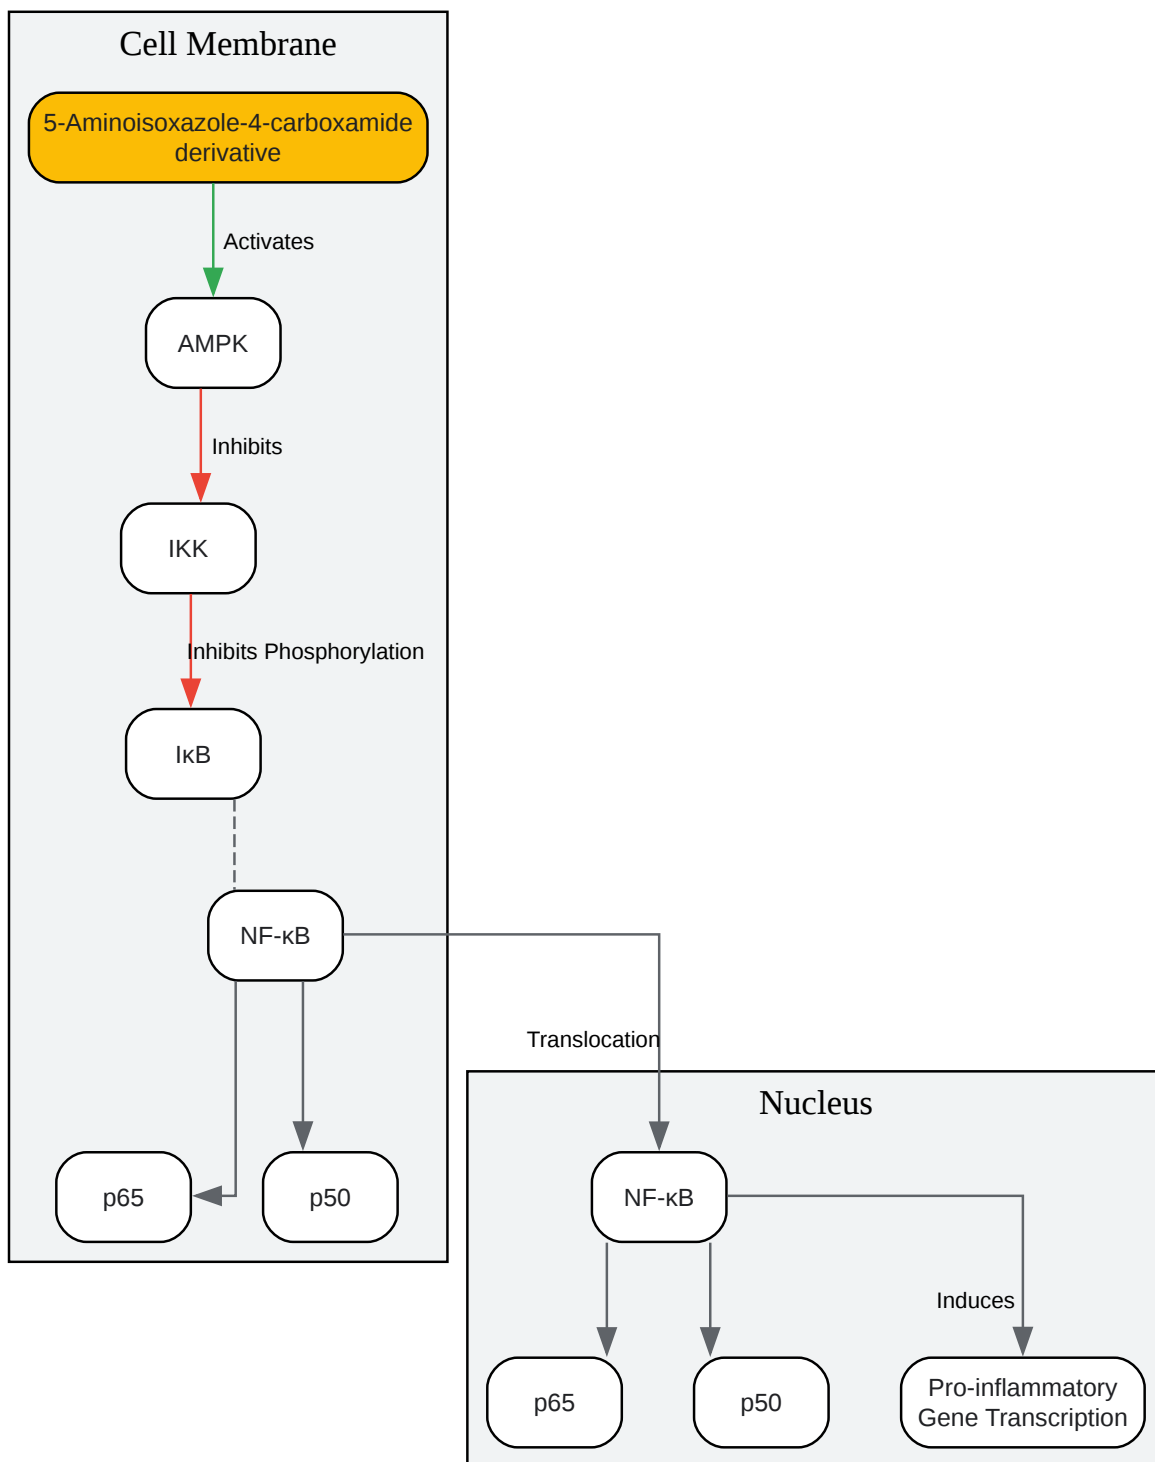 Cell Membrane
5-Aminoisoxazole-4-carboxamide
derivative
Activates
AMPK
Inhibits
IKK
Inhibits Phosphorylation
IκB
NF-κB
Translocation
p65
p50
Nucleus
NF-κB
Induces
p65
p50
Pro-inflammatory
Gene Transcription